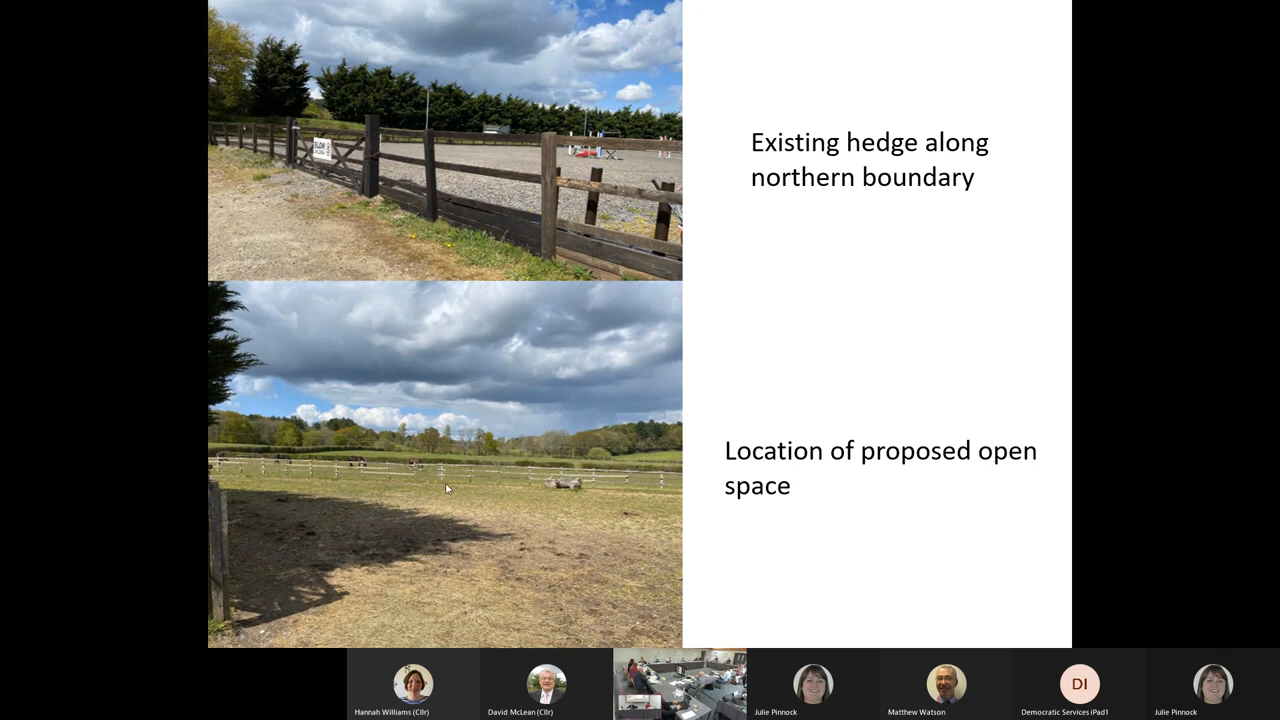 SLOW
Existing hedge along
northern boundary
Location of proposed open
space
Hannah Williams (Cllr)
David McLean (Cllr)
Julie Pinnock
Matthew Watson
DI
Democratic Services iPad1
Julie Pinnock